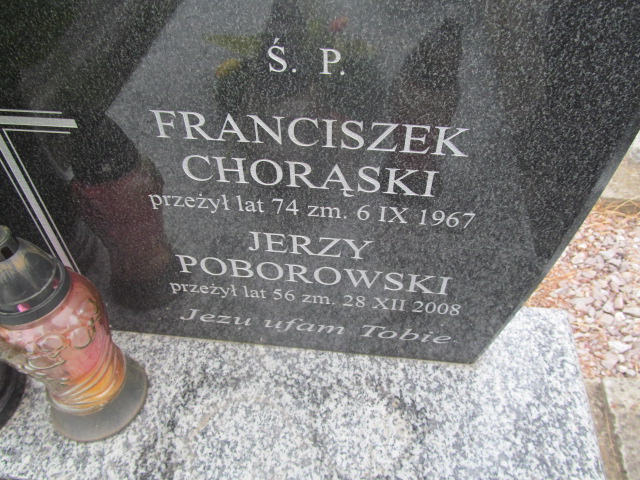 Ś. P.
FRANCISZEK
CHORĄSKI
przeżył lat 74 zm. 6 IX 1967
JERZY
POBOROWSKI
przeżył lat 56 zm. 28 XII 2008
Jezu ufam Tobie